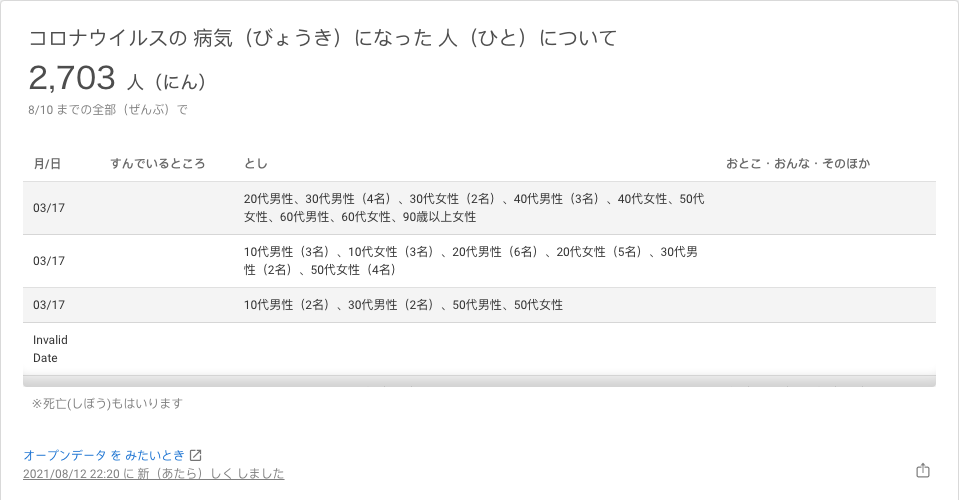 コロナウイルスの 病気（びょうき）になった 人（ひと）について
2,703 人（にん）
8/10 までの全部（ぜんぶ）で
月/日 すんでいるところ とし おとこ・おんな・そのほか
03/17 20代男性、30代男性（4名）、30代女性（2名）、40代男性（3名）、40代女性、50代
女性、60代男性、60代女性、90歳以上女性
03/17 10代男性（3名）、10代女性（3名）、20代男性（6名）、20代女性（5名）、30代男
性（2名）、50代女性（4名）
03/17 10代男性（2名）、30代男性（2名）、50代男性、50代女性
Invalid
Date
※死亡(しぼう)もはいります
オープンデータ を みたいとき
2021/08/12 22:20 に 新（あたら）しく しました